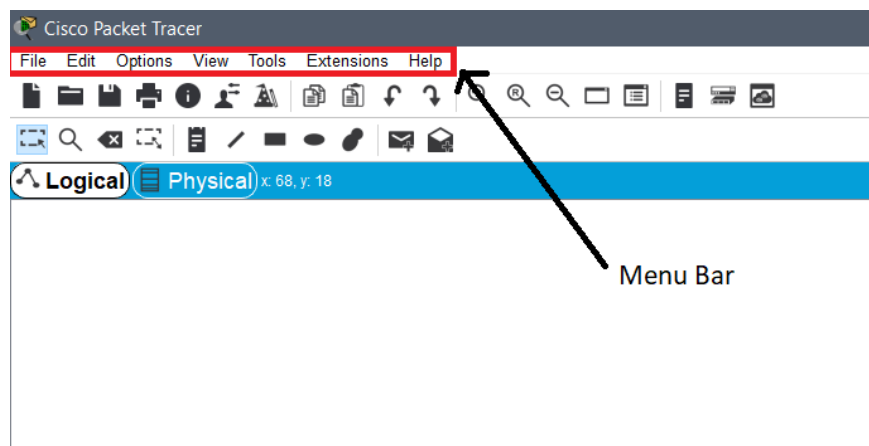 Cisco Packet Tracer
File Edit Options View Tools Extensions Help
R
Logical Physical x: 68, y: 18
Menu Bar